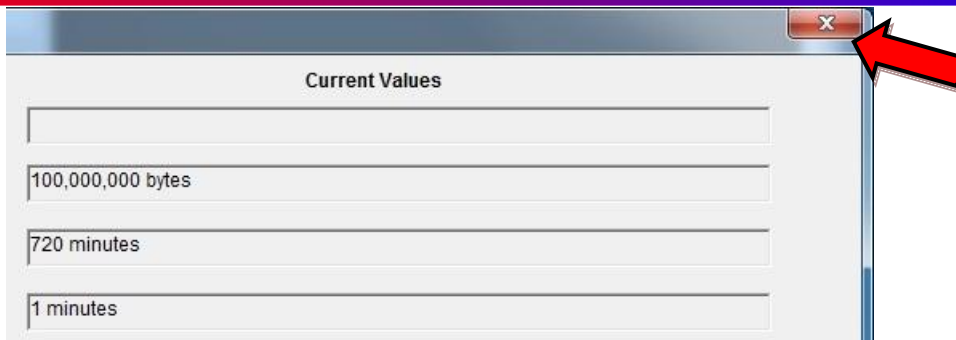 Current Values
100,000,000 bytes
720 minutes
1 minutes